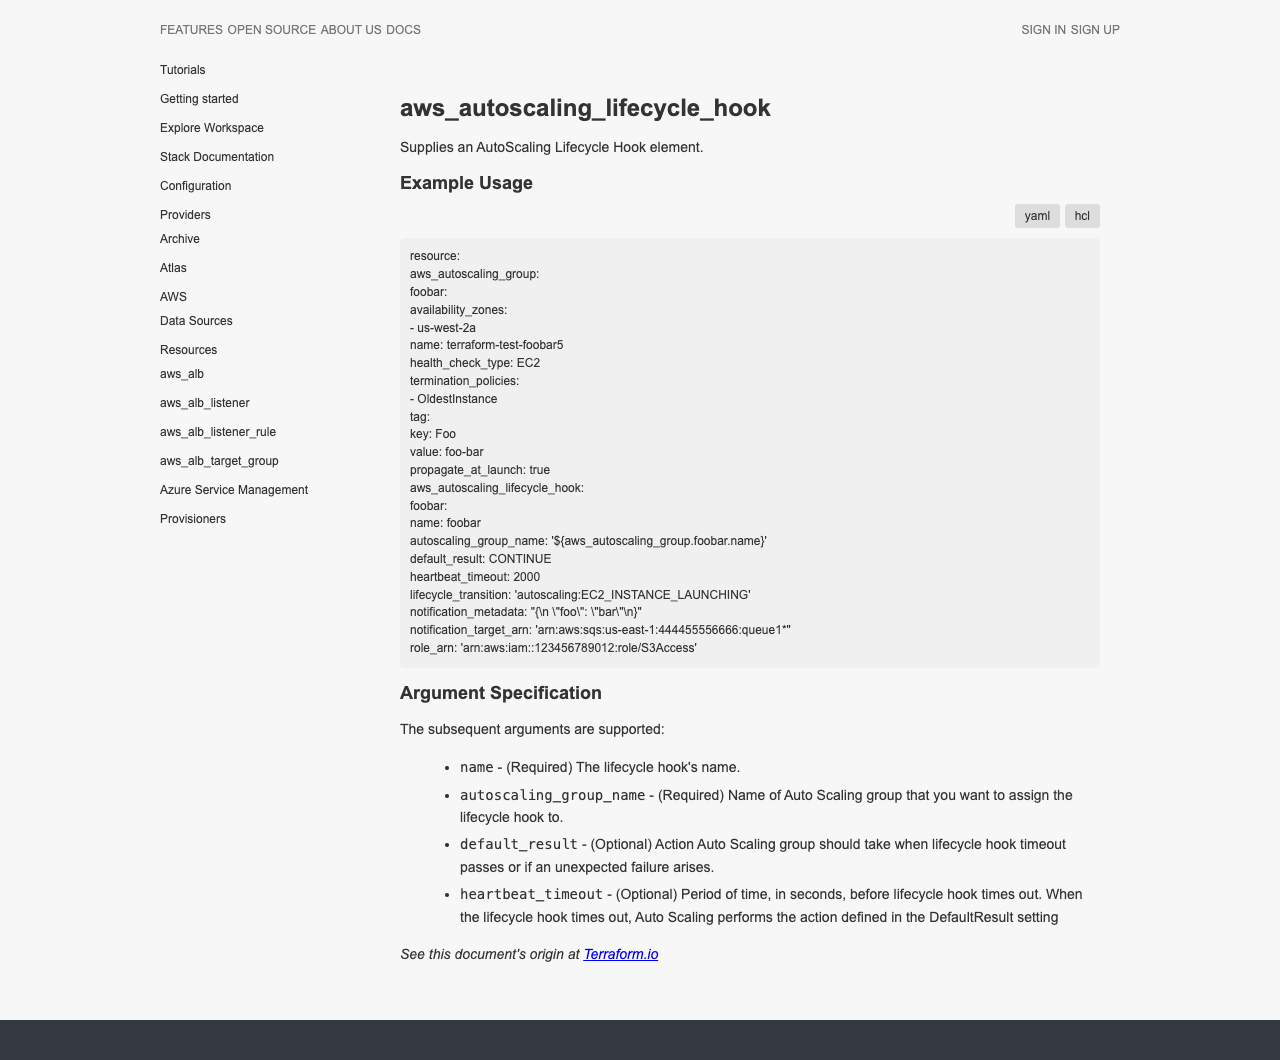 FEATURES OPEN SOURCE ABOUT US DOCS
SIGN IN SIGN UP
Tutorials
Getting started
Explore Workspace
Stack Documentation
Configuration
Providers
Archive
Atlas
AWS
Data Sources
Resources
aws_alb
aws_alb_listener
aws_alb_listener_rule
aws_alb_target_group
Azure Service Management
Provisioners
aws_autoscaling_lifecycle_hook
Supplies an AutoScaling Lifecycle Hook element.
Example Usage
yaml hcl
resource:
aws_autoscaling_group:
foobar:
availability_zones:
- us-west-2a
name: terraform-test-foobar5
health_check_type: EC2
termination_policies:
- OldestInstance
tag:
key: Foo
value: foo-bar
propagate_at_launch: true
aws_autoscaling_lifecycle_hook:
foobar:
name: foobar
autoscaling_group_name: '${aws_autoscaling_group.foobar.name}'
default_result: CONTINUE
heartbeat_timeout: 2000
lifecycle_transition: 'autoscaling:EC2_INSTANCE_LAUNCHING'
notification_metadata: "{\n \"foo\": \"bar\"\n}"
notification_target_arn: 'arn:aws:sqs:us-east-1:444455556666:queue1*"
role_arn: 'arn:aws:iam::123456789012:role/S3Access'
Argument Specification
The subsequent arguments are supported:
• name - (Required) The lifecycle hook's name.
• autoscaling_group_name - (Required) Name of Auto Scaling group that you want to assign the
lifecycle hook to.
• default_result - (Optional) Action Auto Scaling group should take when lifecycle hook timeout
passes or if an unexpected failure arises.
• heartbeat_timeout - (Optional) Period of time, in seconds, before lifecycle hook times out. When
the lifecycle hook times out, Auto Scaling performs the action defined in the DefaultResult setting
See this document's origin at Terraform.io